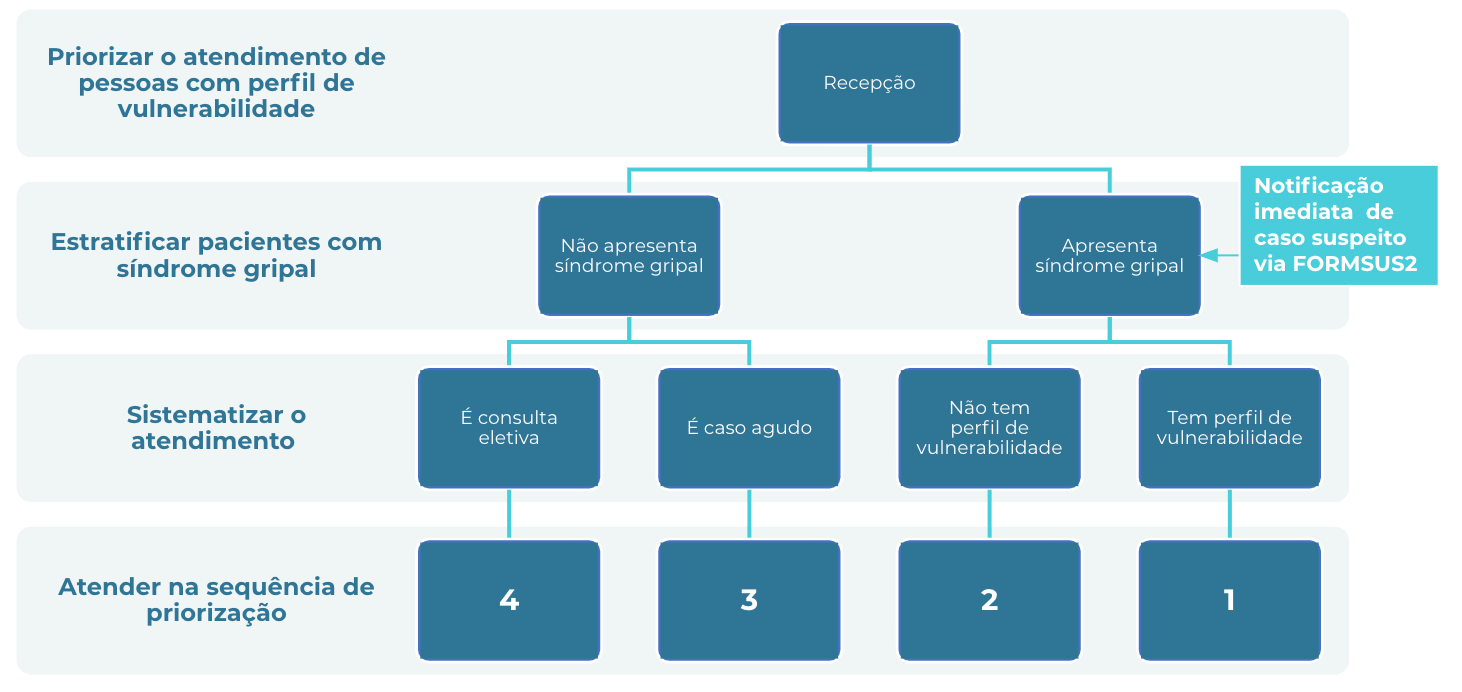 Priorizar o atendimento de
pessoas com perfil de
vulnerabilidade
Recepção
Estratificar pacientes com
síndrome gripal
Não apresenta
síndrome gripal
Apresenta
síndrome gripal
Notificação
imediata  de
caso suspeito
via FORMSUS2
Sistematizar o
atendimento
É consulta
eletiva
É caso agudo
Não tem
perfil de
vulnerabilidade
Tem perfil de
vulnerabilidade
Atender na sequência de
priorização
4
3
2
1